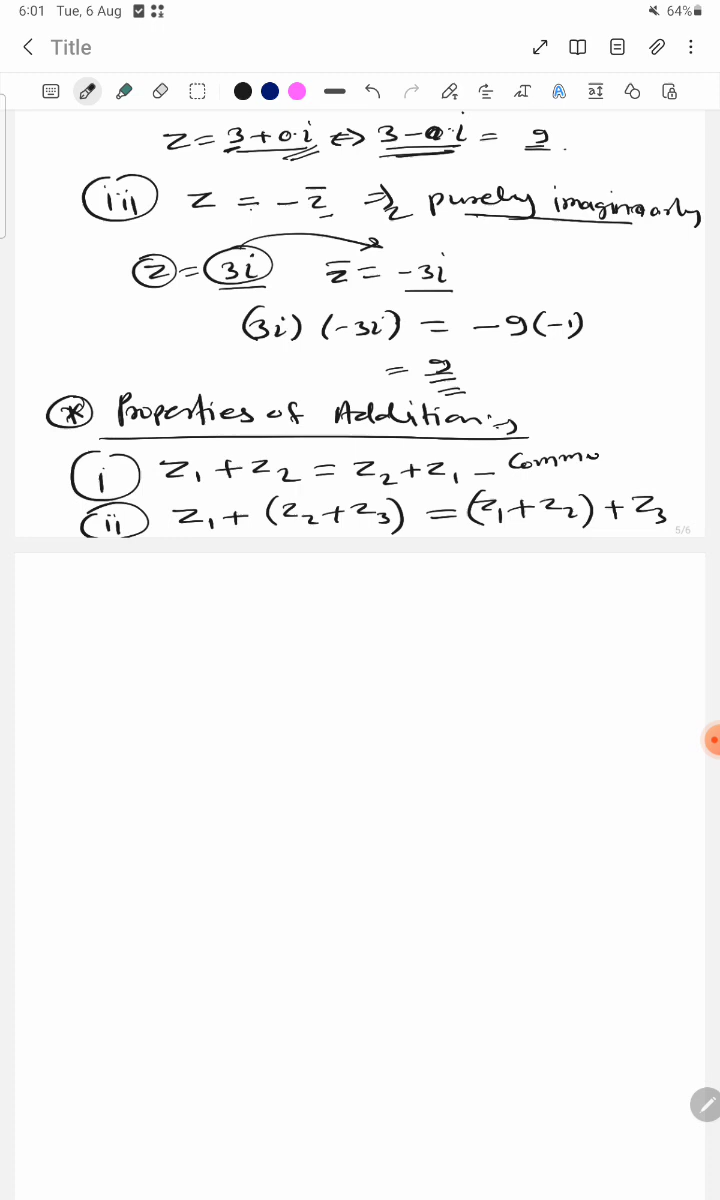 6:01 Tue, 6 Aug 64%
Title
z = 3+0·i ⇔ 3-0·i = 9.
(iii) z = -z̅ ⇒ z purely imaginary
z = 3i z̅ = -3i
(3i) (-3i) = -9(-1)
= 9
* Properties of Addition:-
(i) z₁ + z₂ = z₂ + z₁ - Commu
(ii) z₁ + (z₂ + z₃) = (z₁ + z₂) + z₃
5/6